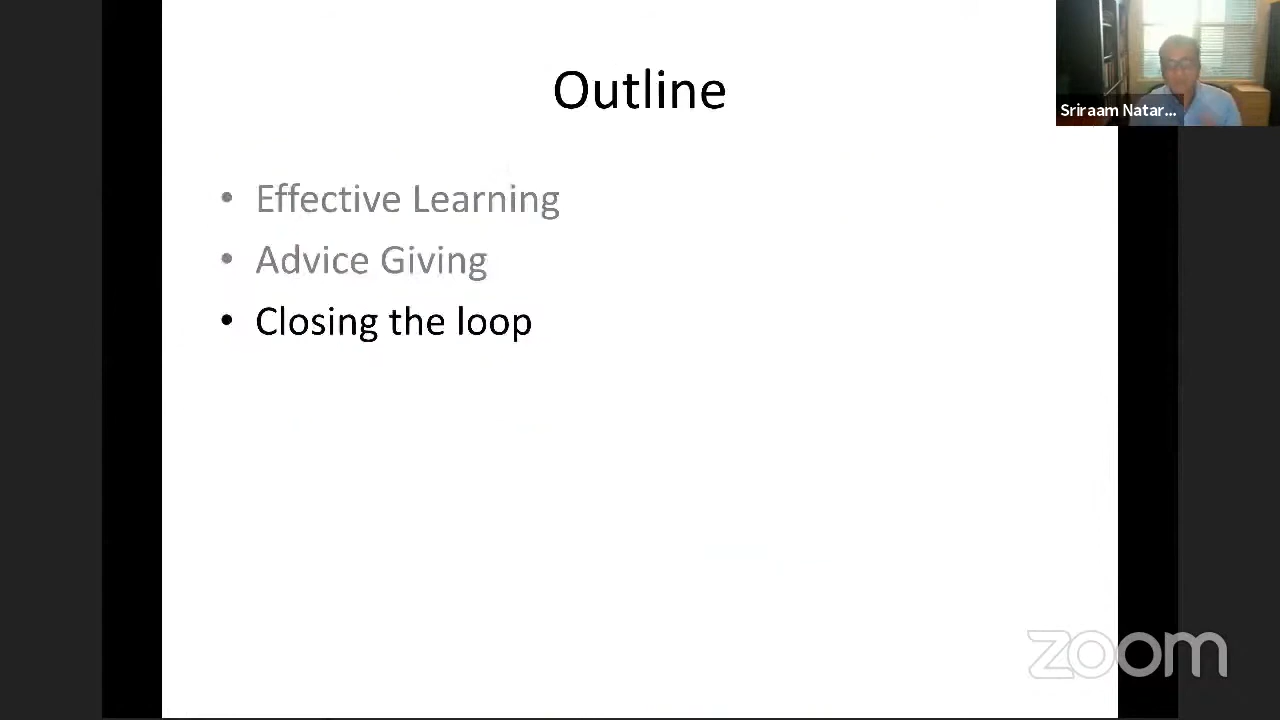 Outline
Sriraam Natar...
• Effective Learning
• Advice Giving
• Closing the loop
zoom